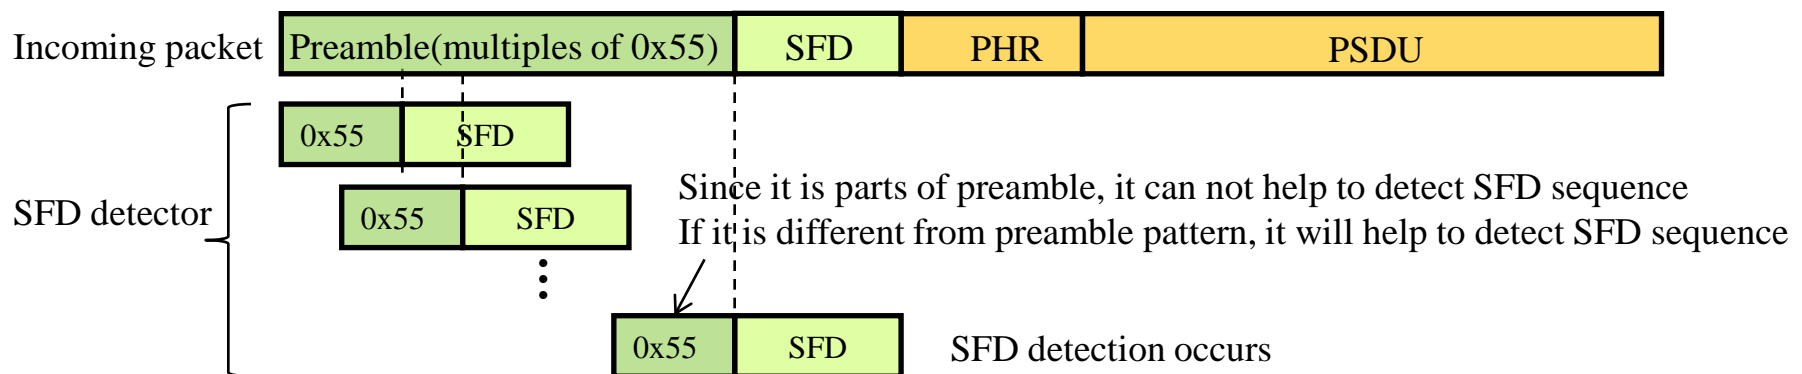 Incoming packet Preamble(multiples of 0x55) SFD PHR PSDU
0x55 SFD
SFD detector 0x55 SFD
Since it is parts of preamble, it can not help to detect SFD sequence
If it is different from preamble pattern, it will help to detect SFD sequence
0x55 SFD SFD detection occurs